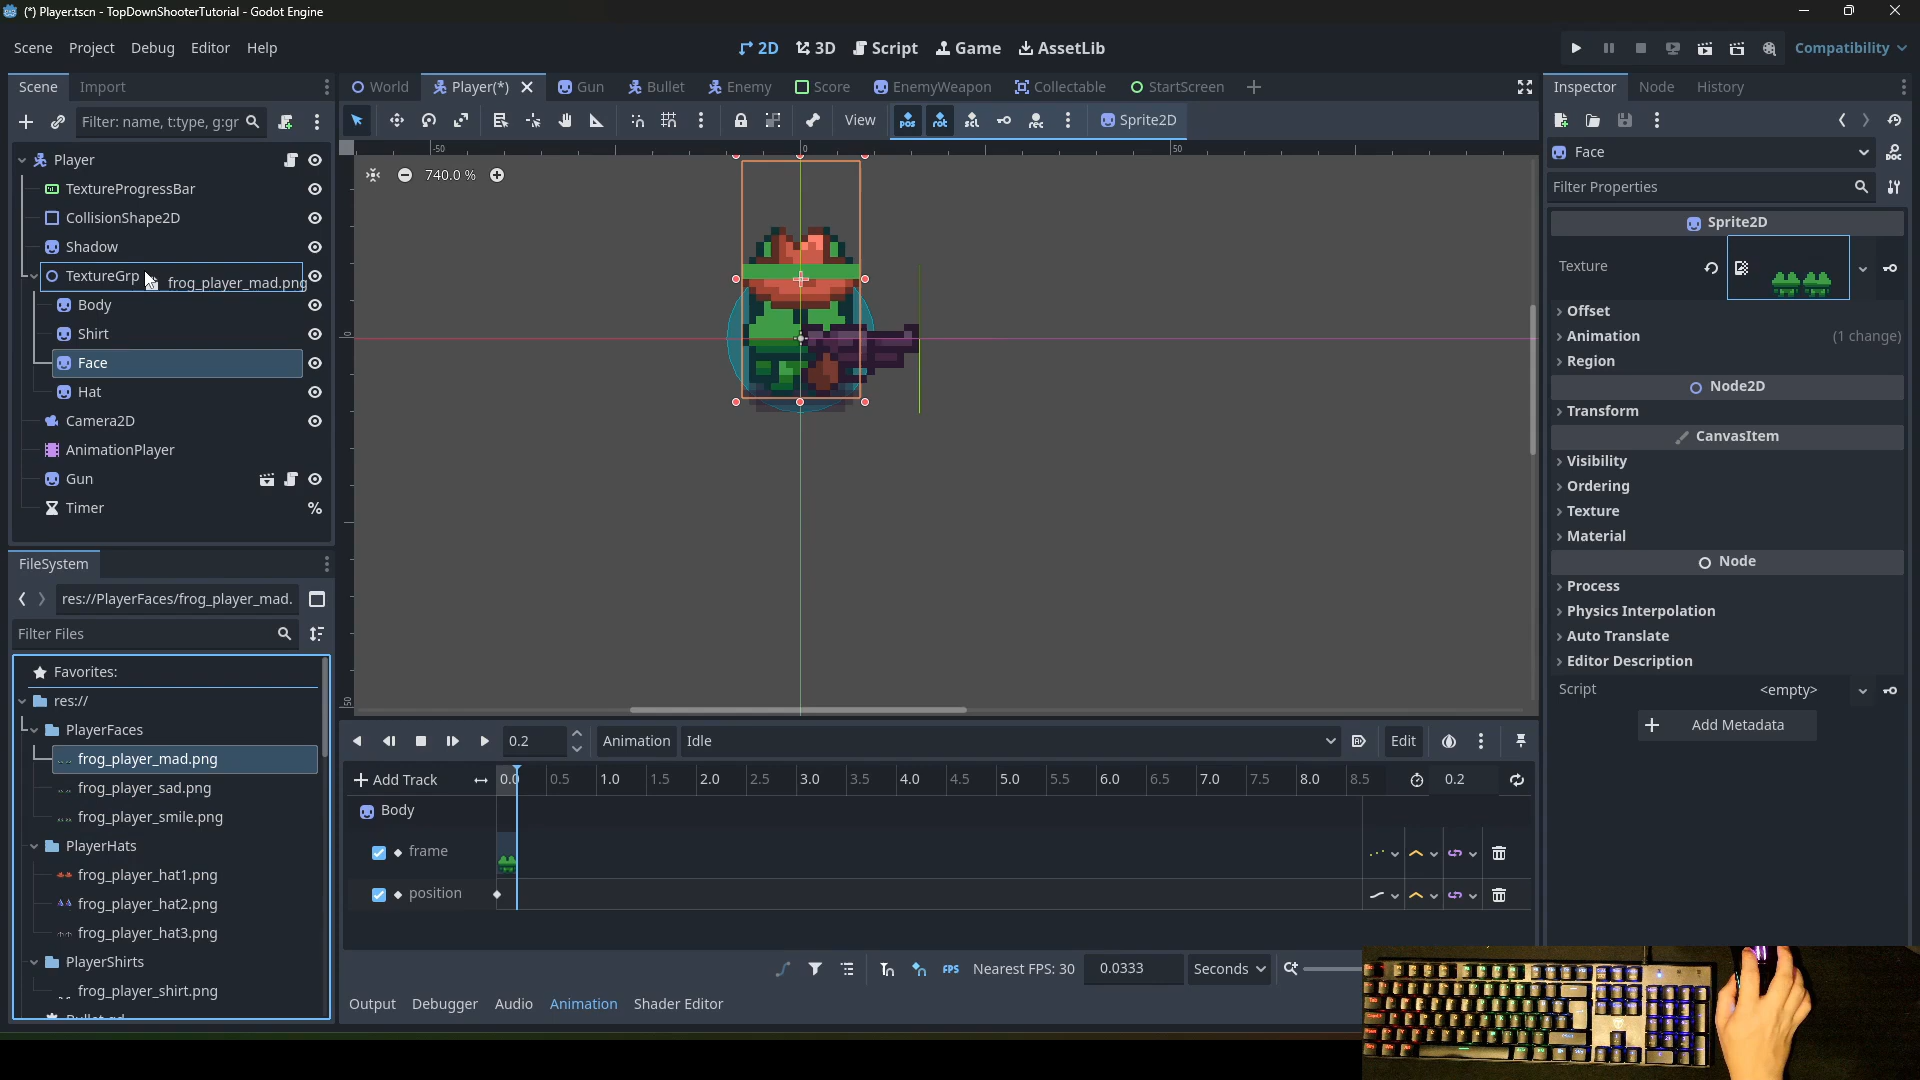 (*) Player.tscn - TopDownShooterTutorial - Godot Engine
Scene Project Debug Editor Help
2D 3D Script Game AssetLib
Compatibility
Scene Import
World Player(*) Gun Bullet Enemy Score EnemyWeapon Collectable StartScreen
Inspector Node History
Filter: name, t:type, g:gr
View
Sprite2D
Face
Filter Properties
-50 0 50
0
50
740.0 %
Player
TextureProgressBar
CollisionShape2D
Shadow
TextureGrp
frog_player_mad.png
Body
Shirt
Face
Hat
Camera2D
AnimationPlayer
Gun
Timer
%
FileSystem
res://PlayerFaces/frog_player_mad.
Filter Files
Favorites:
res://
PlayerFaces
frog_player_mad.png
frog_player_sad.png
frog_player_smile.png
PlayerHats
frog_player_hat1.png
frog_player_hat2.png
frog_player_hat3.png
PlayerShirts
frog_player_shirt.png
0.2 Animation Idle Edit
Add Track 0.0 0.5 1.0 1.5 2.0 2.5 3.0 3.5 4.0 4.5 5.0 5.5 6.0 6.5 7.0 7.5 8.0 8.5 0.2
Body
frame
position
FPS Nearest FPS: 30 0.0333 Seconds
Output Debugger Audio Animation Shader Editor
Sprite2D
Texture
Offset
Animation (1 change)
Region
Node2D
Transform
CanvasItem
Visibility
Ordering
Texture
Material
Node
Process
Physics Interpolation
Auto Translate
Editor Description
Script <empty>
Add Metadata